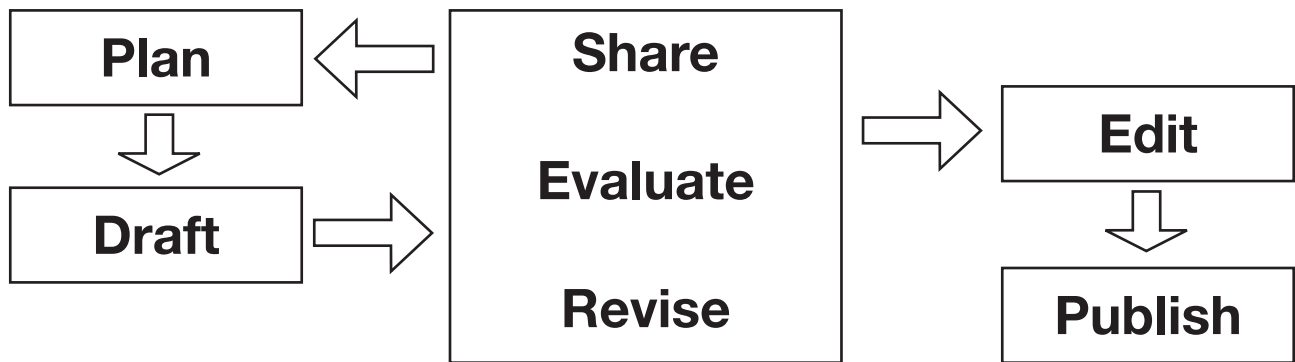 Plan
Draft
Share
Evaluate
Revise
Edit
Publish